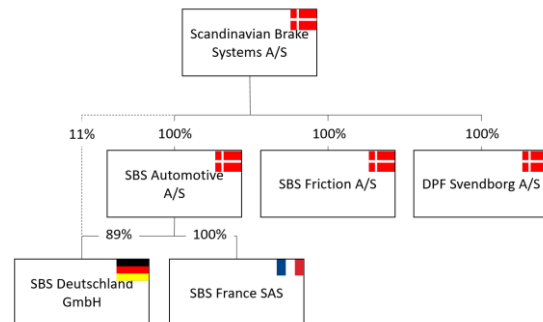 Scandinavian Brake
Systems A/S
11%
100%
100%
100%
SBS Automotive
A/S
SBS Friction A/S
DPF Svendborg A/S
89%
100%
SBS Deutschland
GmbH
SBS France SAS